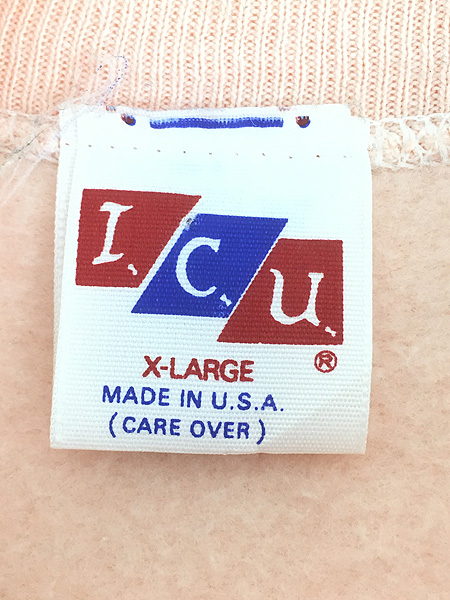 I.C.U.
®
X-LARGE
MADE IN U.S.A.
(CARE OVER)